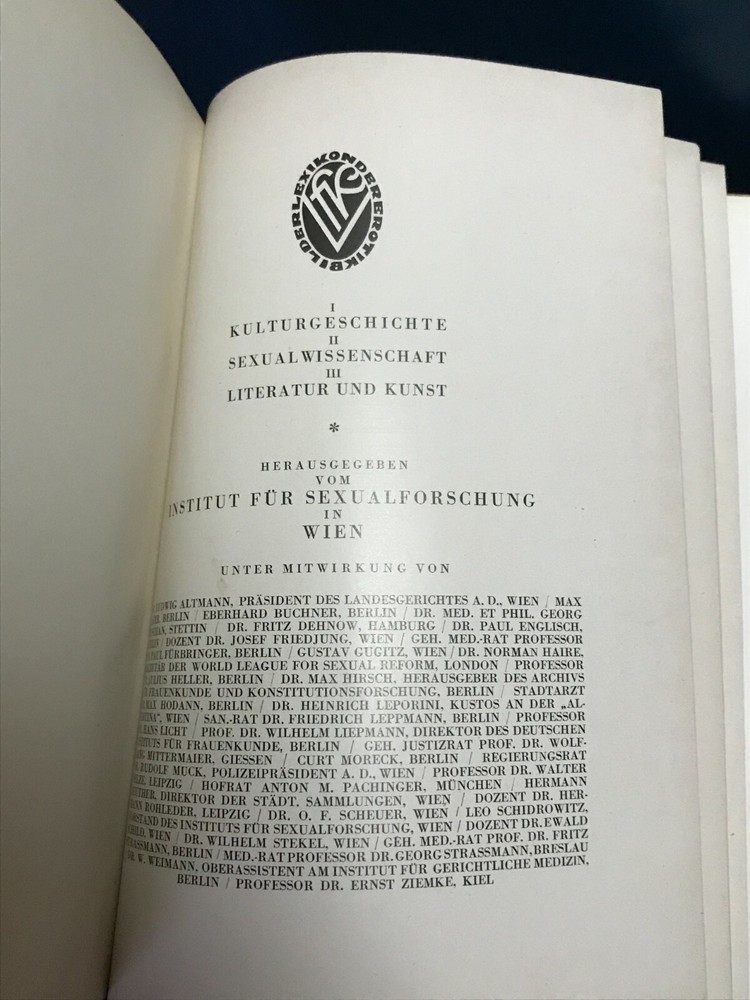 BILDERLEXIKON DER EROTIK
VfK
I
KULTURGESCHICHTE
II
SEXUALWISSENSCHAFT
III
LITERATUR UND KUNST
*
HERAUSGEGEBEN
VOM
INSTITUT FÜR SEXUALFORSCHUNG
IN
WIEN
UNTER MITWIRKUNG VON
ALTMANN, PRÄSIDENT DES LANDESGERICHTES A. D., WIEN / MAX
BERLIN / EBERHARD BUCHNER, BERLIN / DR. MED. ET PHIL. GEORG
STETTIN / DR. FRITZ DEHNOW, HAMBURG / DR. PAUL ENGLISCH,
/ DOZENT DR. JOSEF FRIEDJUNG, WIEN / GEH. MED.-RAT PROFESSOR
PAUL FÜRBRINGER, BERLIN / GUSTAV GUGITZ, WIEN / DR. NORMAN HAIRE,
DER WORLD LEAGUE FOR SEXUAL REFORM, LONDON / PROFESSOR
JULIUS HELLER, BERLIN / DR. MAX HIRSCH, HERAUSGEBER DES ARCHIVS
FRAUENKUNDE UND KONSTITUTIONSFORSCHUNG, BERLIN / STADTARZT
MAX HODANN, BERLIN / DR. HEINRICH LEPORINI, KUSTOS AN DER „AL-
WIEN / SAN.-RAT DR. FRIEDRICH LEPPMANN, BERLIN / PROFESSOR
HANS LICHT / PROF. DR. WILHELM LIEPMANN, DIREKTOR DES DEUTSCHEN
FÜR FRAUENKUNDE, BERLIN / GEH. JUSTIZRAT PROF. DR. WOLF-
MITTERMAIER, GIESSEN / CURT MORECK, BERLIN / REGIERUNGSRAT
RUDOLF MUCK, POLIZEIPRÄSIDENT A. D., WIEN / PROFESSOR DR. WALTER
LEIPZIG / HOFRAT ANTON M. PACHINGER, MÜNCHEN / HERMANN
DIREKTOR DER STÄDT. SAMMLUNGEN, WIEN / DOZENT DR. HER-
ROHLEDER, LEIPZIG / DR. O. F. SCHEUER, WIEN / LEO SCHIDROWITZ,
DES INSTITUTS FÜR SEXUALFORSCHUNG, WIEN / DOZENT DR. EWALD
WIEN / DR. WILHELM STEKEL, WIEN / GEH. MED.-RAT PROF. DR. FRITZ
STRASSMANN, BERLIN / MED.-RAT PROFESSOR DR. GEORG STRASSMANN, BRESLAU
W. WEIMANN, OBERASSISTENT AM INSTITUT FÜR GERICHTLICHE MEDIZIN,
BERLIN / PROFESSOR DR. ERNST ZIEMKE, KIEL